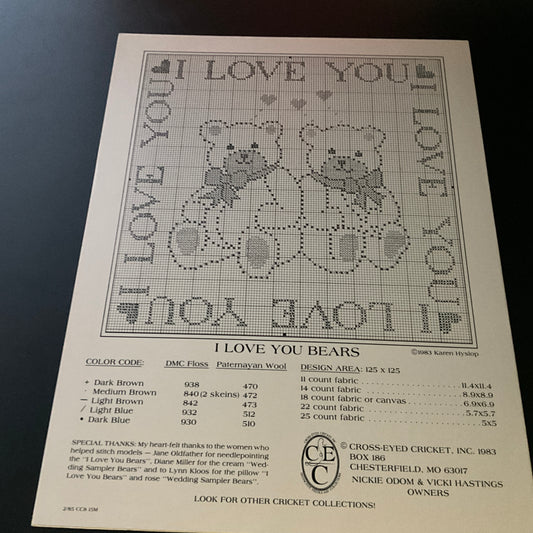 I LOVE YOU
I LOVE YOU
I LOVE YOU
I LOVE YOU
I LOVE YOU BEARS
©1983 Karen Hyslop
COLOR CODE: DMC Floss Paternayan Wool
+ Dark Brown 938 470
· Medium Brown 840 (2 skeins) 472
— Light Brown 842 473
/ Light Blue 932 512
• Dark Blue 930 510
DESIGN AREA: 125 x 125
11 count fabric . . . . . . . . . . . . . . . . . . . . . 11.4x11.4
14 count fabric . . . . . . . . . . . . . . . . . . . . . 8.9x8.9
18 count fabric or canvas . . . . . . . . . . . . 6.9x6.9
22 count fabric . . . . . . . . . . . . . . . . . . . . . 5.7x5.7
25 count fabric . . . . . . . . . . . . . . . . . . . . . 5x5
SPECIAL THANKS: My heart-felt thanks to the women who
helped stitch models — Jane Oldfather for needlepointing
the "I Love You Bears", Diane Miller for the cream "Wed-
ding Sampler Bears" and to Lynn Kloos for the pillow "I
Love You Bears" and rose "Wedding Sampler Bears".
CEC
© CROSS-EYED CRICKET, INC. 1983
BOX 186
CHESTERFIELD, MO 63017
NICKIE ODOM & VICKI HASTINGS
OWNERS
LOOK FOR OTHER CRICKET COLLECTIONS!
2/85 CC8 15M